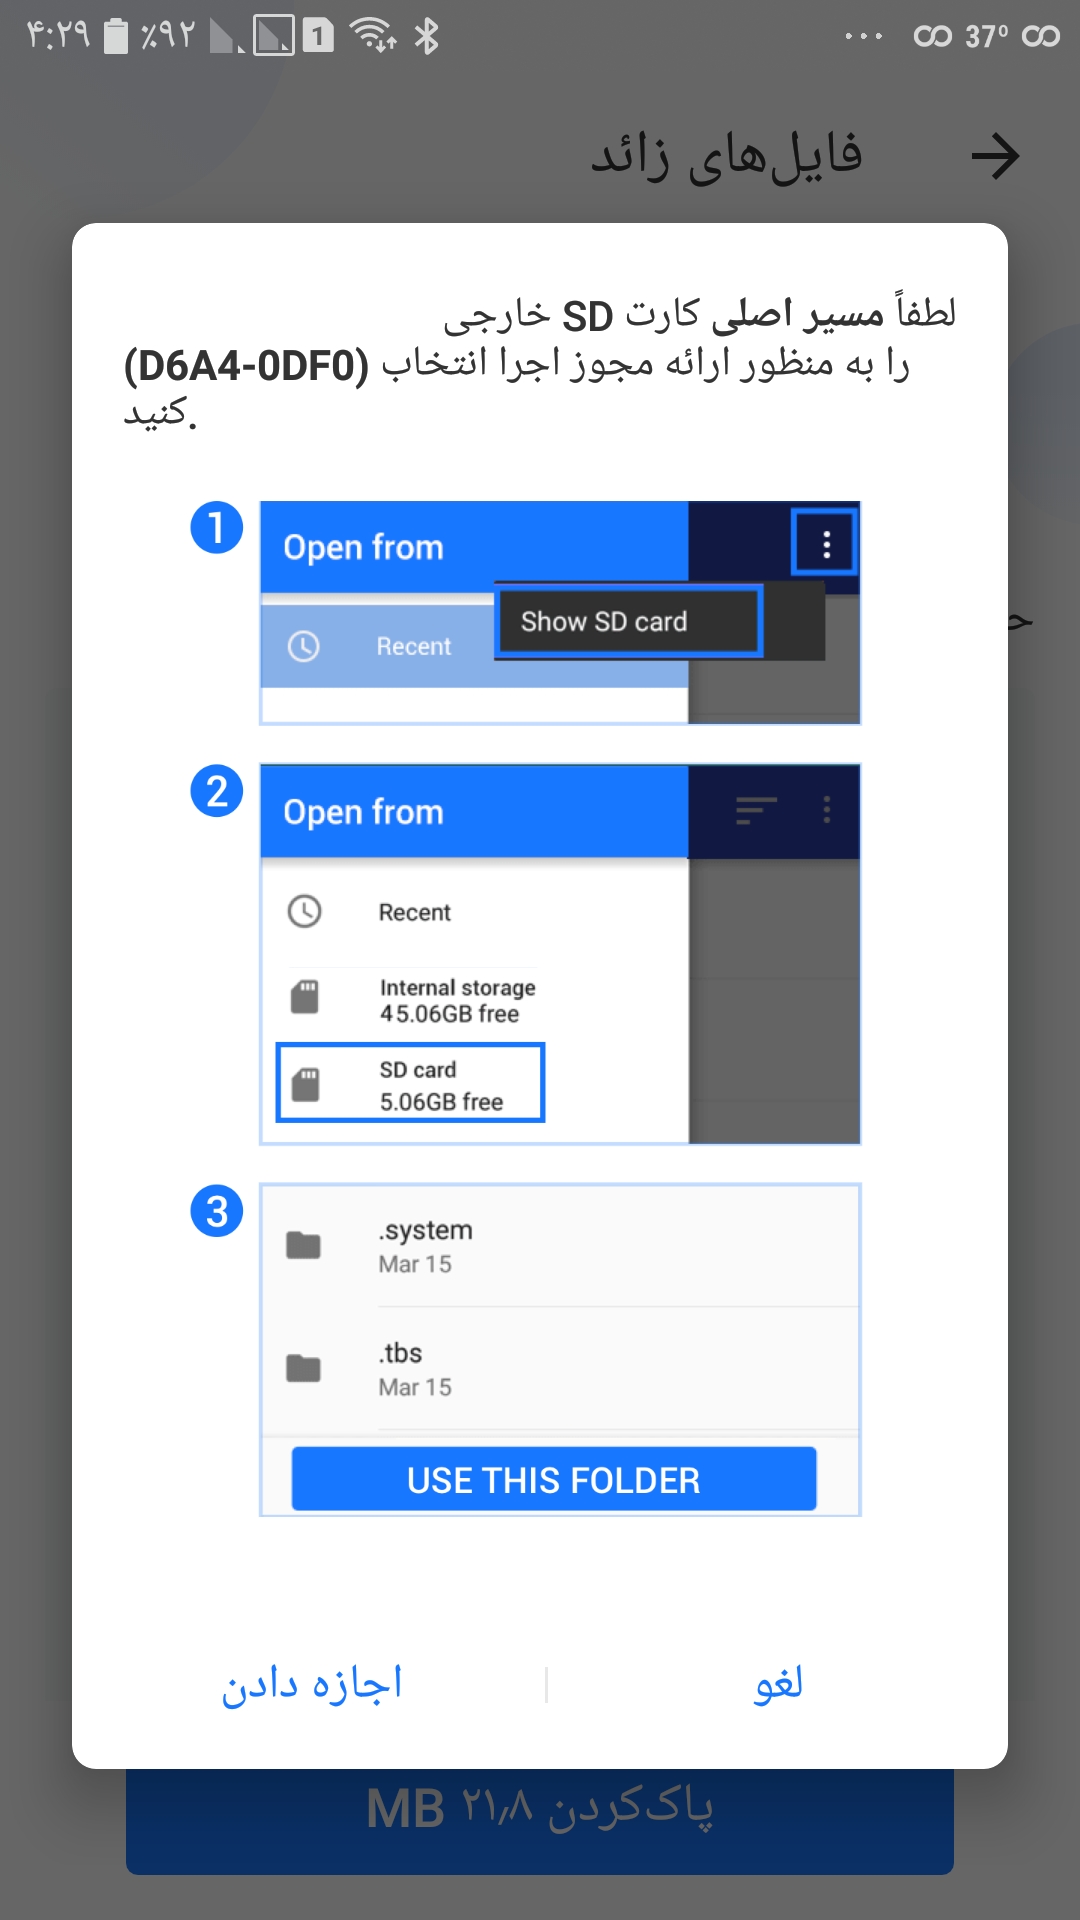 ۴:۲۹ ٪۹۲ 1 ... 37°
فایل‌های زائد
لطفاً مسیر اصلی کارت SD خارجی
(D6A4-0DF0) را به منظور ارائه مجوز اجرا انتخاب
کنید.
1
Open from
Show SD card
Recent
2
Open from
Recent
Internal storage
45.06GB free
SD card
5.06GB free
3
.system
Mar 15
.tbs
Mar 15
USE THIS FOLDER
لغو
اجازه دادن
پاک‌کردن ۲۱٫۸ MB